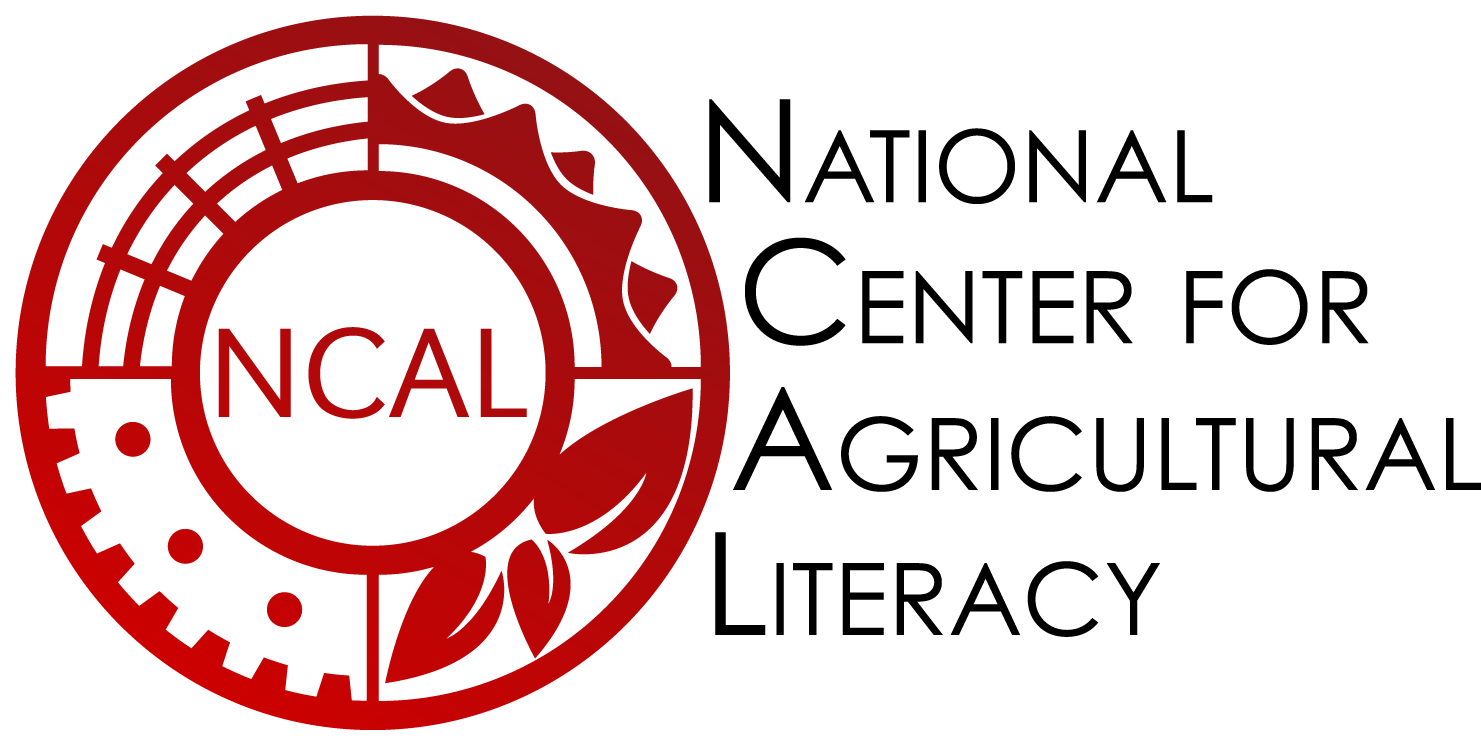 NCAL
NATIONAL
CENTER FOR
AGRICULTURAL
LITERACY